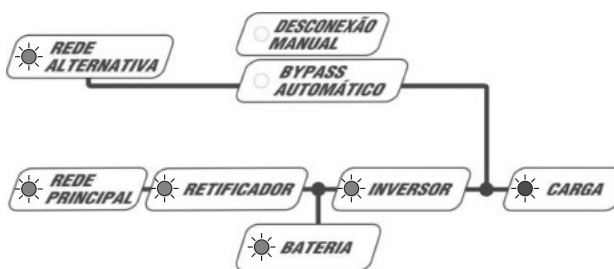 DESCONEXÃO
MANUAL
REDE
ALTERNATIVA
BYPASS
AUTOMÁTICO
REDE
PRINCIPAL
RETIFICADOR
INVERSOR
CARGA
BATERIA